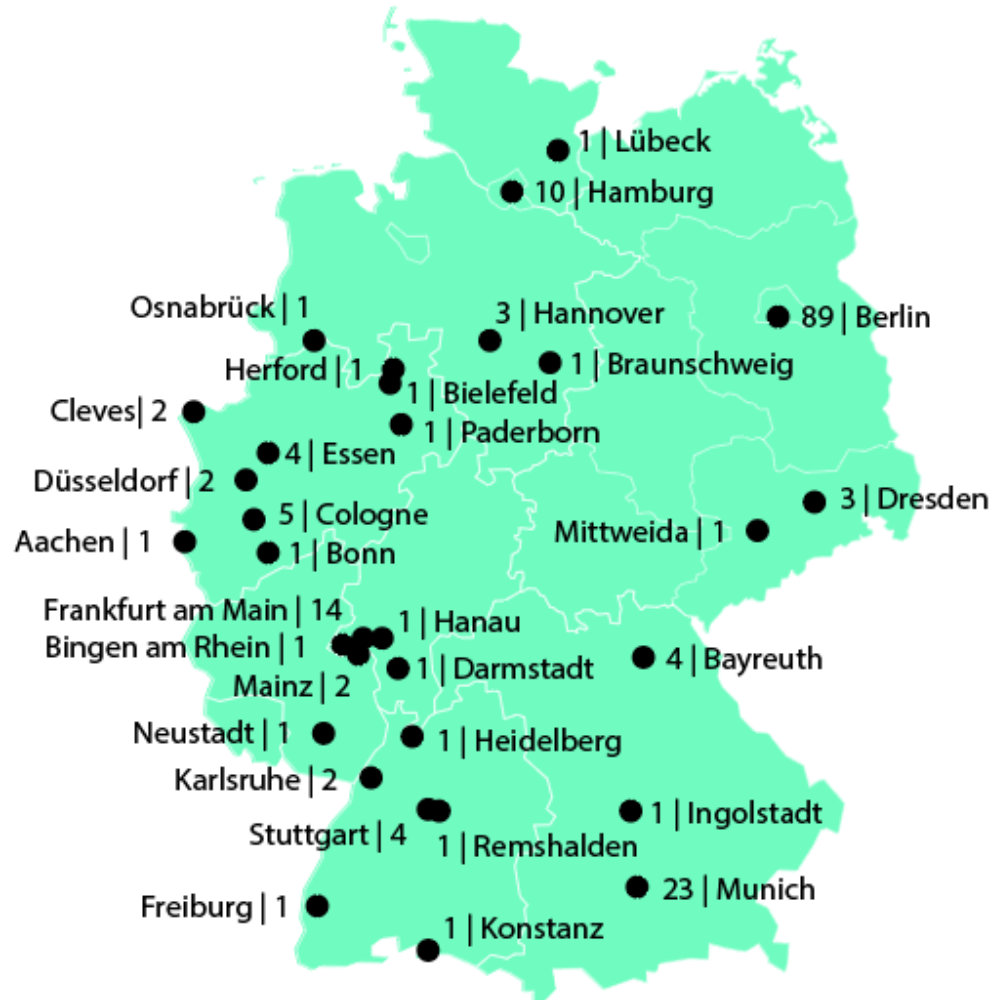 1 | Lübeck
10 | Hamburg
Osnabrück | 1
3 | Hannover
89 | Berlin
Herford | 1
1 | Braunschweig
1 | Bielefeld
Cleves| 2
1 | Paderborn
4 | Essen
Düsseldorf | 2
3 | Dresden
5 | Cologne
Mittweida | 1
Aachen | 1
1 | Bonn
Frankfurt am Main | 14
1 | Hanau
Bingen am Rhein | 1
4 | Bayreuth
1 | Darmstadt
Mainz | 2
Neustadt | 1
1 | Heidelberg
Karlsruhe | 2
1 | Ingolstadt
Stuttgart | 4
1 | Remshalden
23 | Munich
Freiburg | 1
1 | Konstanz